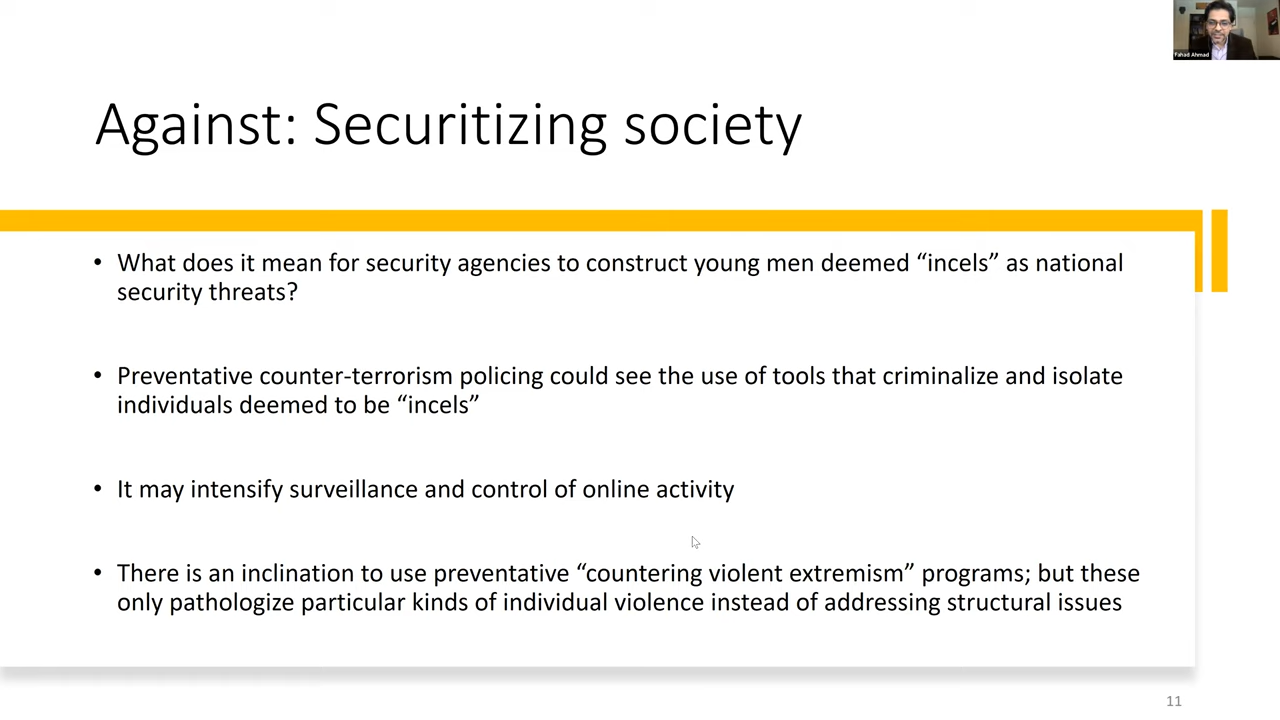 Fahad Ahmad
Against: Securitizing society
• What does it mean for security agencies to construct young men deemed “incels” as national
security threats?
• Preventative counter-terrorism policing could see the use of tools that criminalize and isolate
individuals deemed to be “incels”
• It may intensify surveillance and control of online activity
• There is an inclination to use preventative “countering violent extremism” programs; but these
only pathologize particular kinds of individual violence instead of addressing structural issues
11